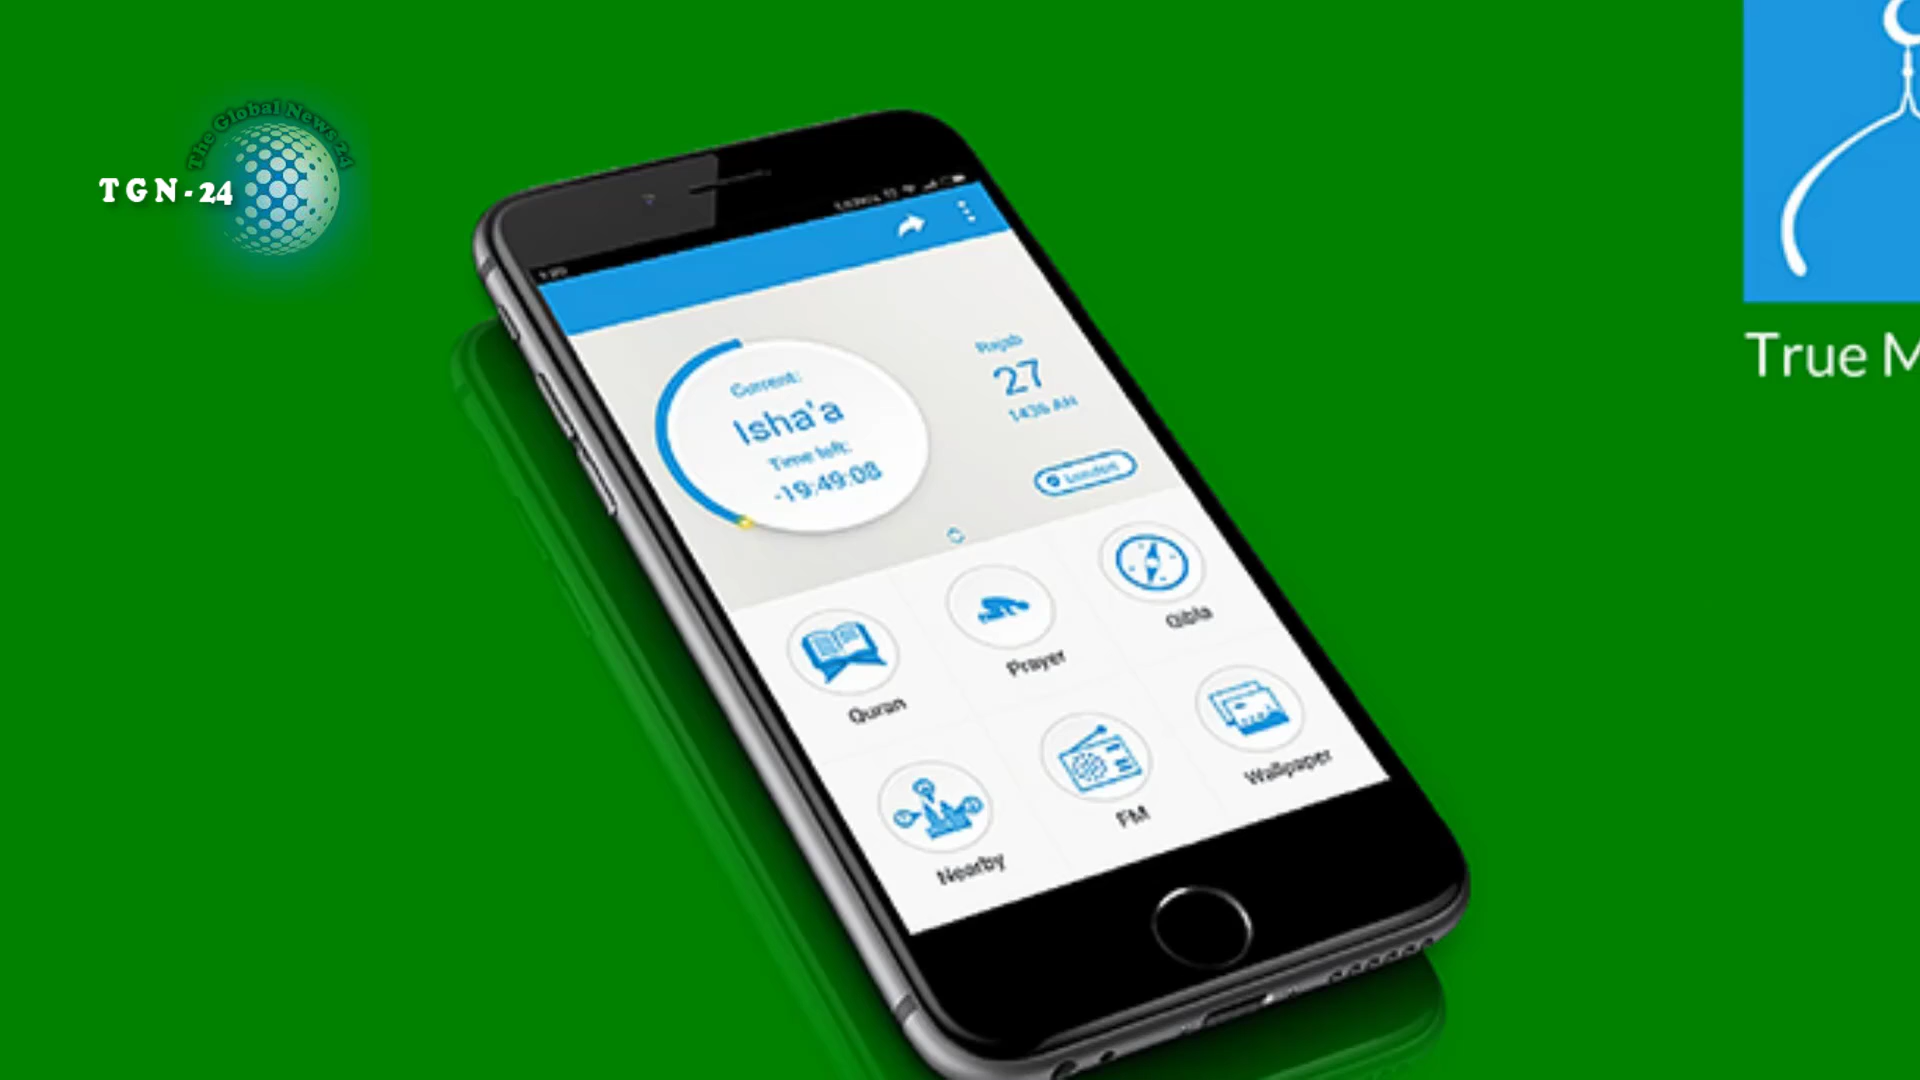 The Global News 24
TGN-24
True M
Current:
Isha'a
Time left:
-19:49:08
Rajab
27
1436 AH
London
Quran
Prayer
Qibla
Nearby
FM
Wallpaper